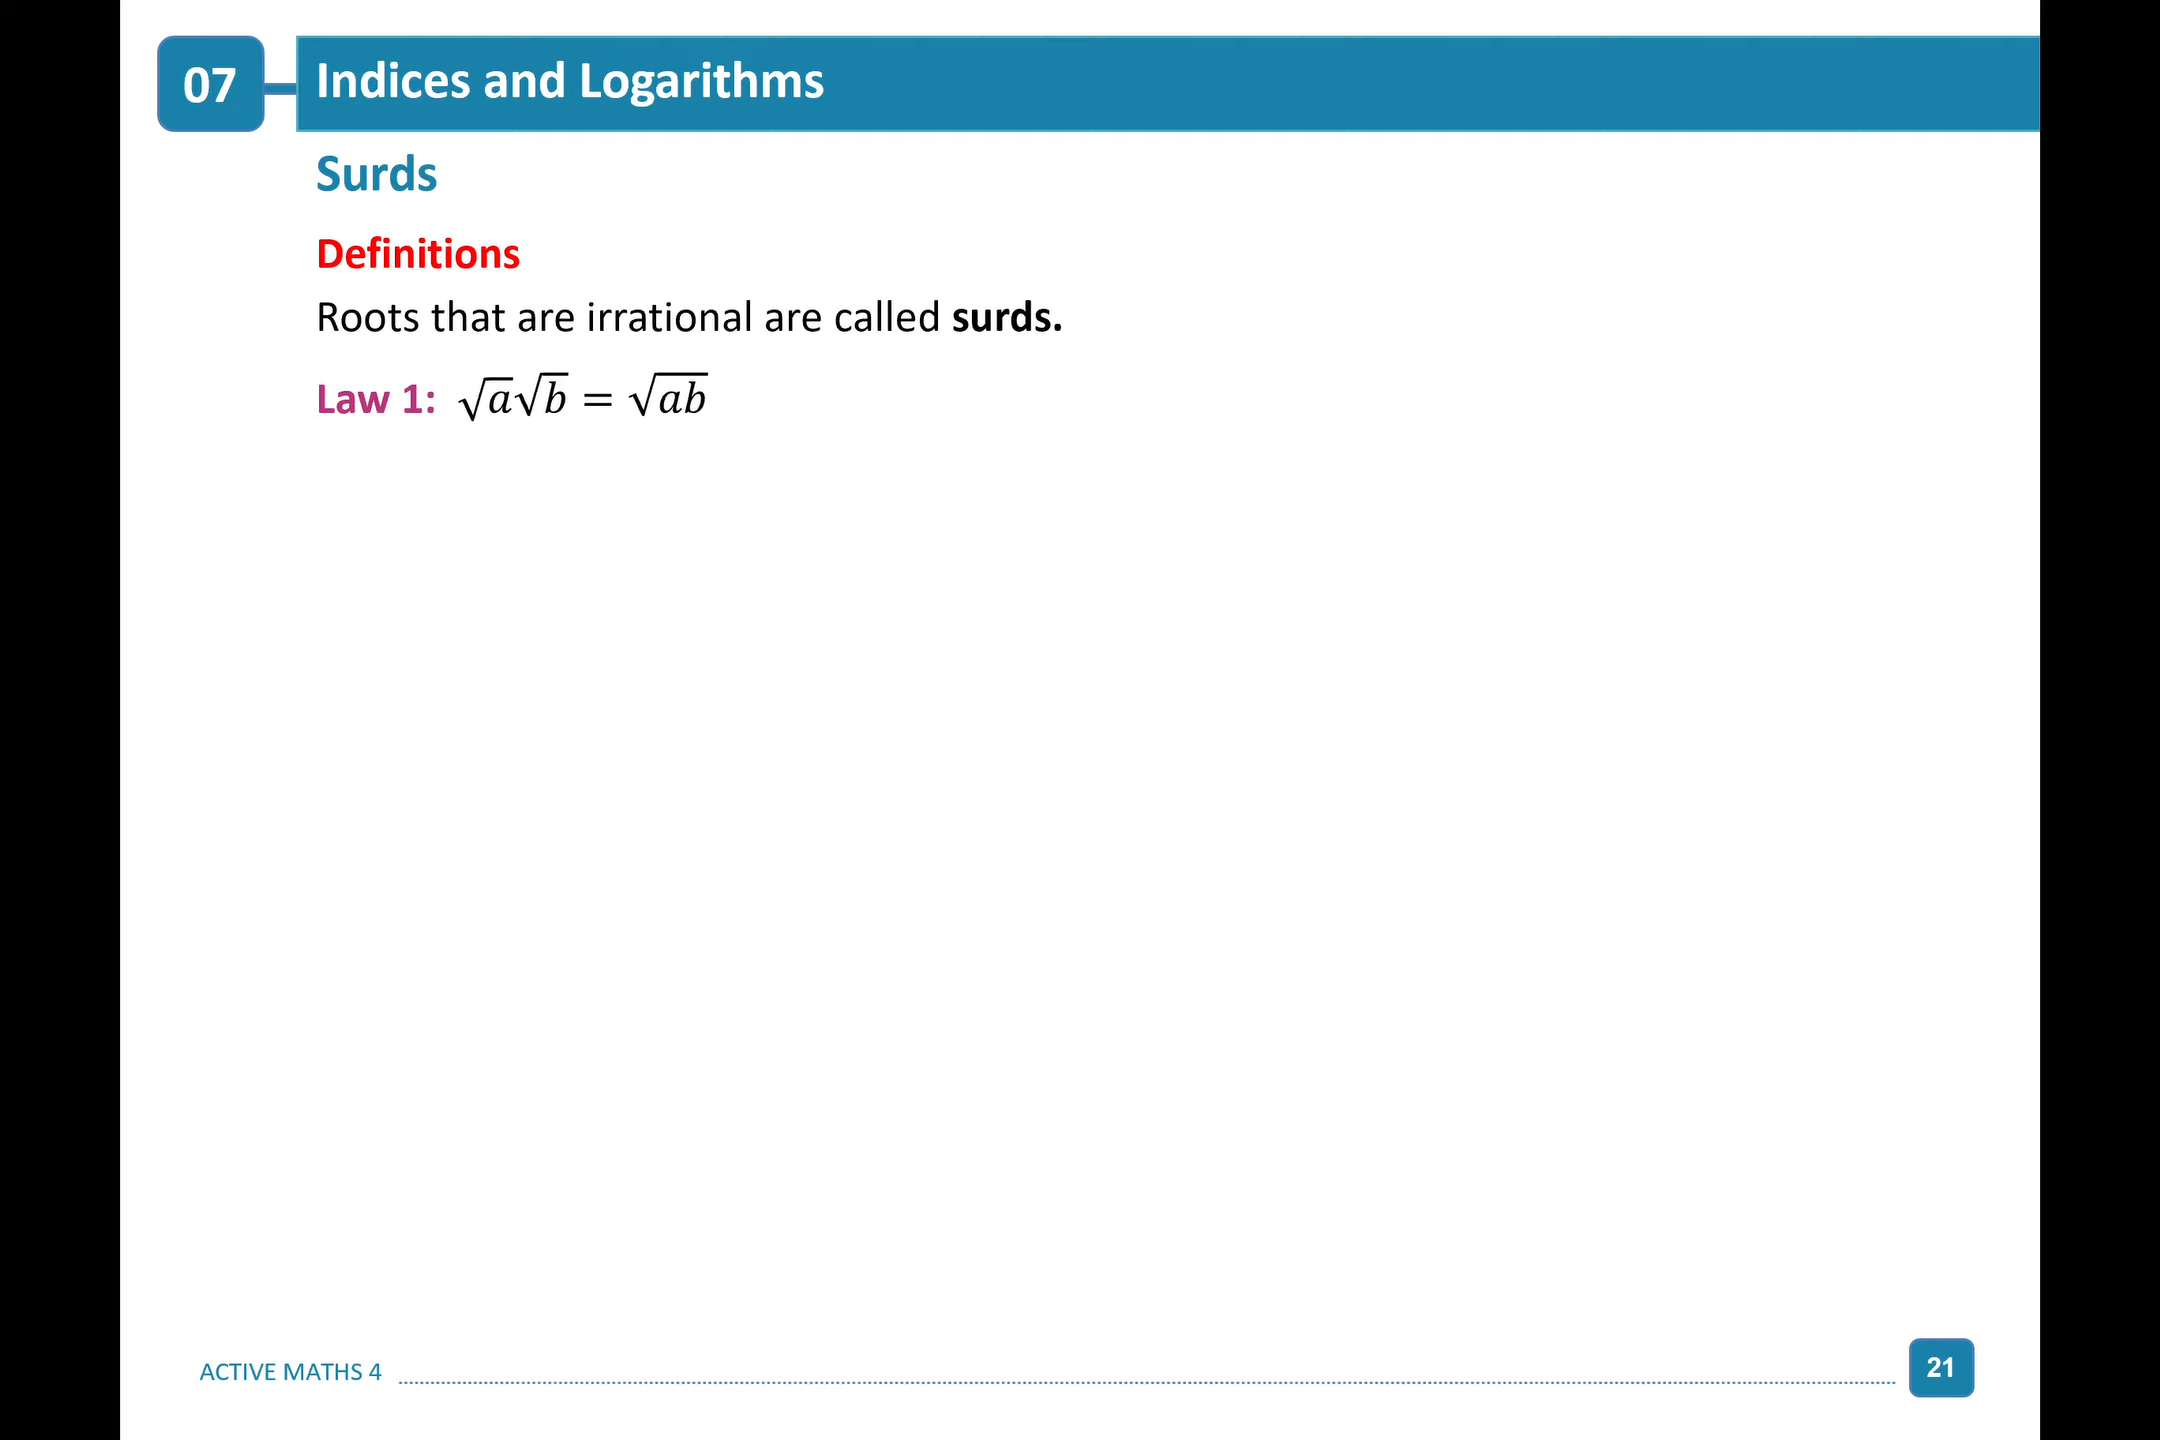 07
Indices and Logarithms
Surds
Definitions
Roots that are irrational are called surds.
Law 1: √a√b = √ab
ACTIVE MATHS 4
21